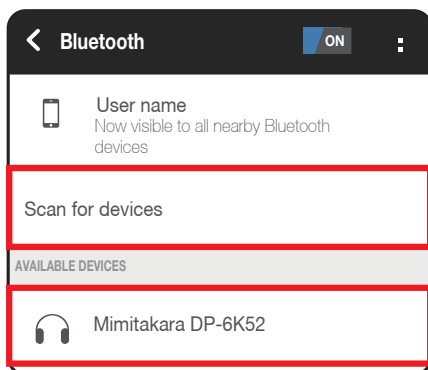 Bluetooth
ON
User name
Now visible to all nearby Bluetooth
devices
Scan for devices
AVAILABLE DEVICES
Mimitakara DP-6K52